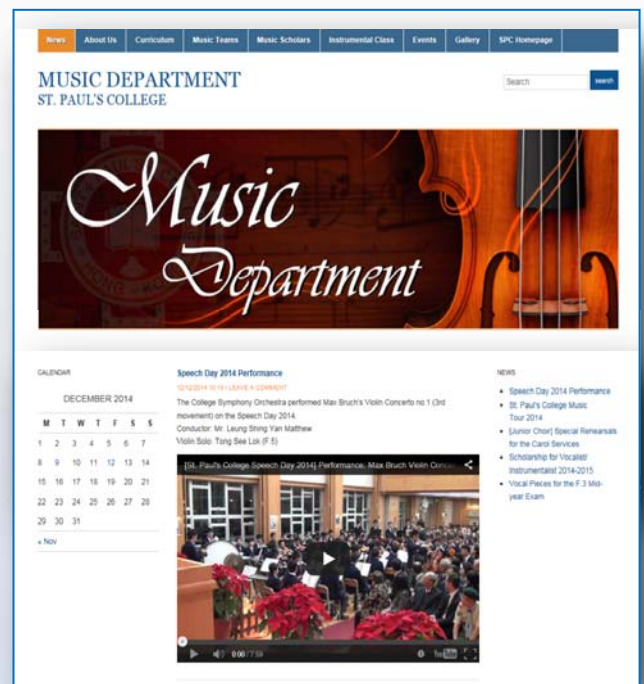 News About Us Curriculum Music Teams Music Scholars Instrumental Class Events Gallery SPC Homepage
MUSIC DEPARTMENT
ST. PAUL'S COLLEGE
Search search
Music
Department
CALENDAR
DECEMBER 2014
M T W T F S S
1 2 3 4 5 6 7
8 9 10 11 12 13 14
15 16 17 18 19 20 21
22 23 24 25 26 27 28
29 30 31
« Nov
Speech Day 2014 Performance
12/12/2014 10:19 / LEAVE A COMMENT
The College Symphony Orchestra performed Max Bruch's Violin Concerto no.1 (3rd
movement) on the Speech Day 2014.
Conductor: Mr. Leung Shing Yan Matthew
Violin Solo: Tong See Lok (F.5)
[St. Paul's College Speech Day 2014] Performance, Max Bruch Violin Conc
0:00 / 7:59 YouTube
NEWS
Speech Day 2014 Performance
St. Paul's College Music
Tour 2014
[Junior Choir] Special Rehearsals
for the Carol Services
Scholarship for Vocalist/
Instrumentalist 2014-2015
Vocal Pieces for the F.3 Mid-
year Exam